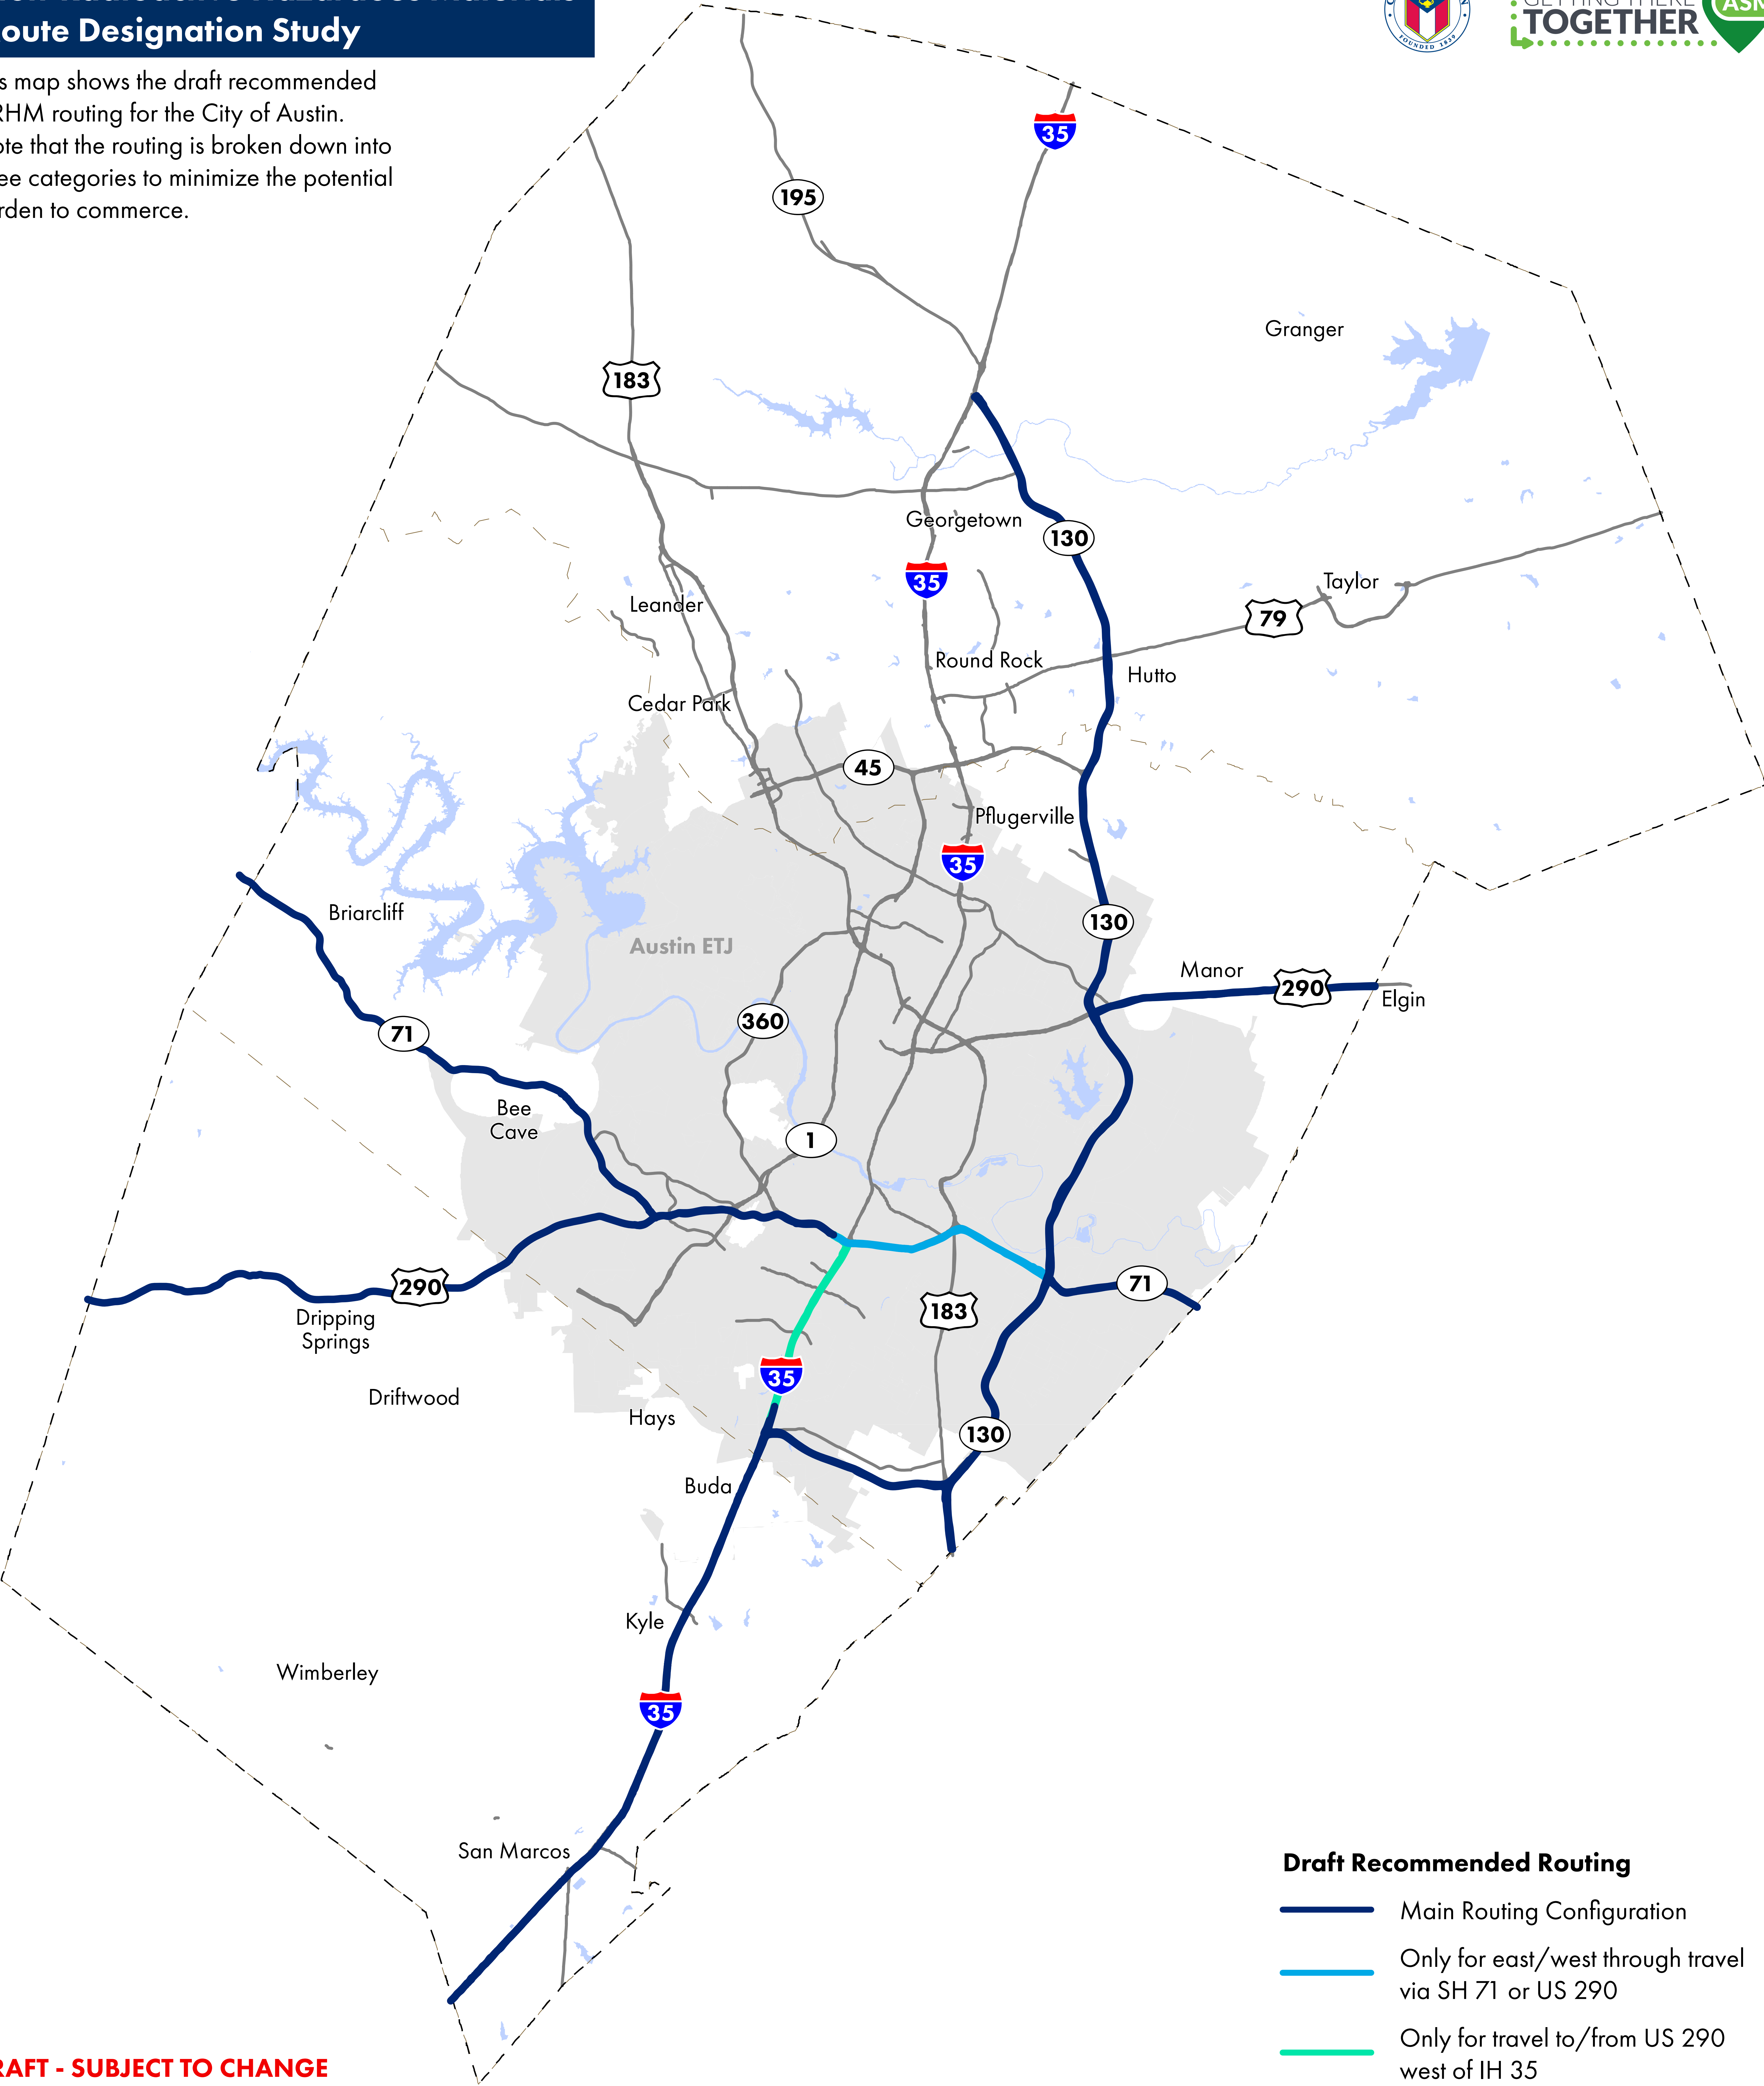 oute Designation Study
s map shows the draft recommended
RHM routing for the City of Austin.
ote that the routing is broken down into
ee categories to minimize the potential
rden to commerce.
FOUNDED 1839
GETTING THERE
TOGETHER
ASM
35
195
Granger
183
Georgetown
130
35
Taylor
79
Leander
Round Rock
Hutto
Cedar Park
45
Pflugerville
35
Briarcliff
130
Austin ETJ
Manor
290
Elgin
360
71
Bee
Cave
1
290
71
183
Dripping
Springs
35
Driftwood
Hays
130
Buda
Kyle
Wimberley
35
San Marcos
Draft Recommended Routing
Main Routing Configuration
Only for east/west through travel
via SH 71 or US 290
Only for travel to/from US 290
west of IH 35
RAFT - SUBJECT TO CHANGE